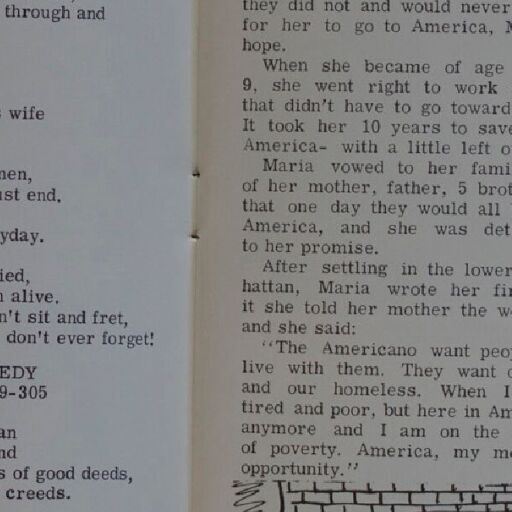 through and
wife
men,
ust end.
yday.
ied,
alive.
n't sit and fret,
don't ever forget!
EDY
9-305
an
nd
s of good deeds,
creeds.
they did not and would never
for her to go to America,
hope.
When she became of age
9, she went right to work
that didn't have to go toward
It took her 10 years to save
America- with a little left o
Maria vowed to her fami
of her mother, father, 5 brot
that one day they would all
America, and she was det
to her promise.
After settling in the lower
hattan, Maria wrote her fir
it she told her mother the w
and she said:
"The Americano want peop
live with them. They want o
and our homeless. When I
tired and poor, but here in Am
anymore and I am on the
of poverty. America, my m
opportunity."